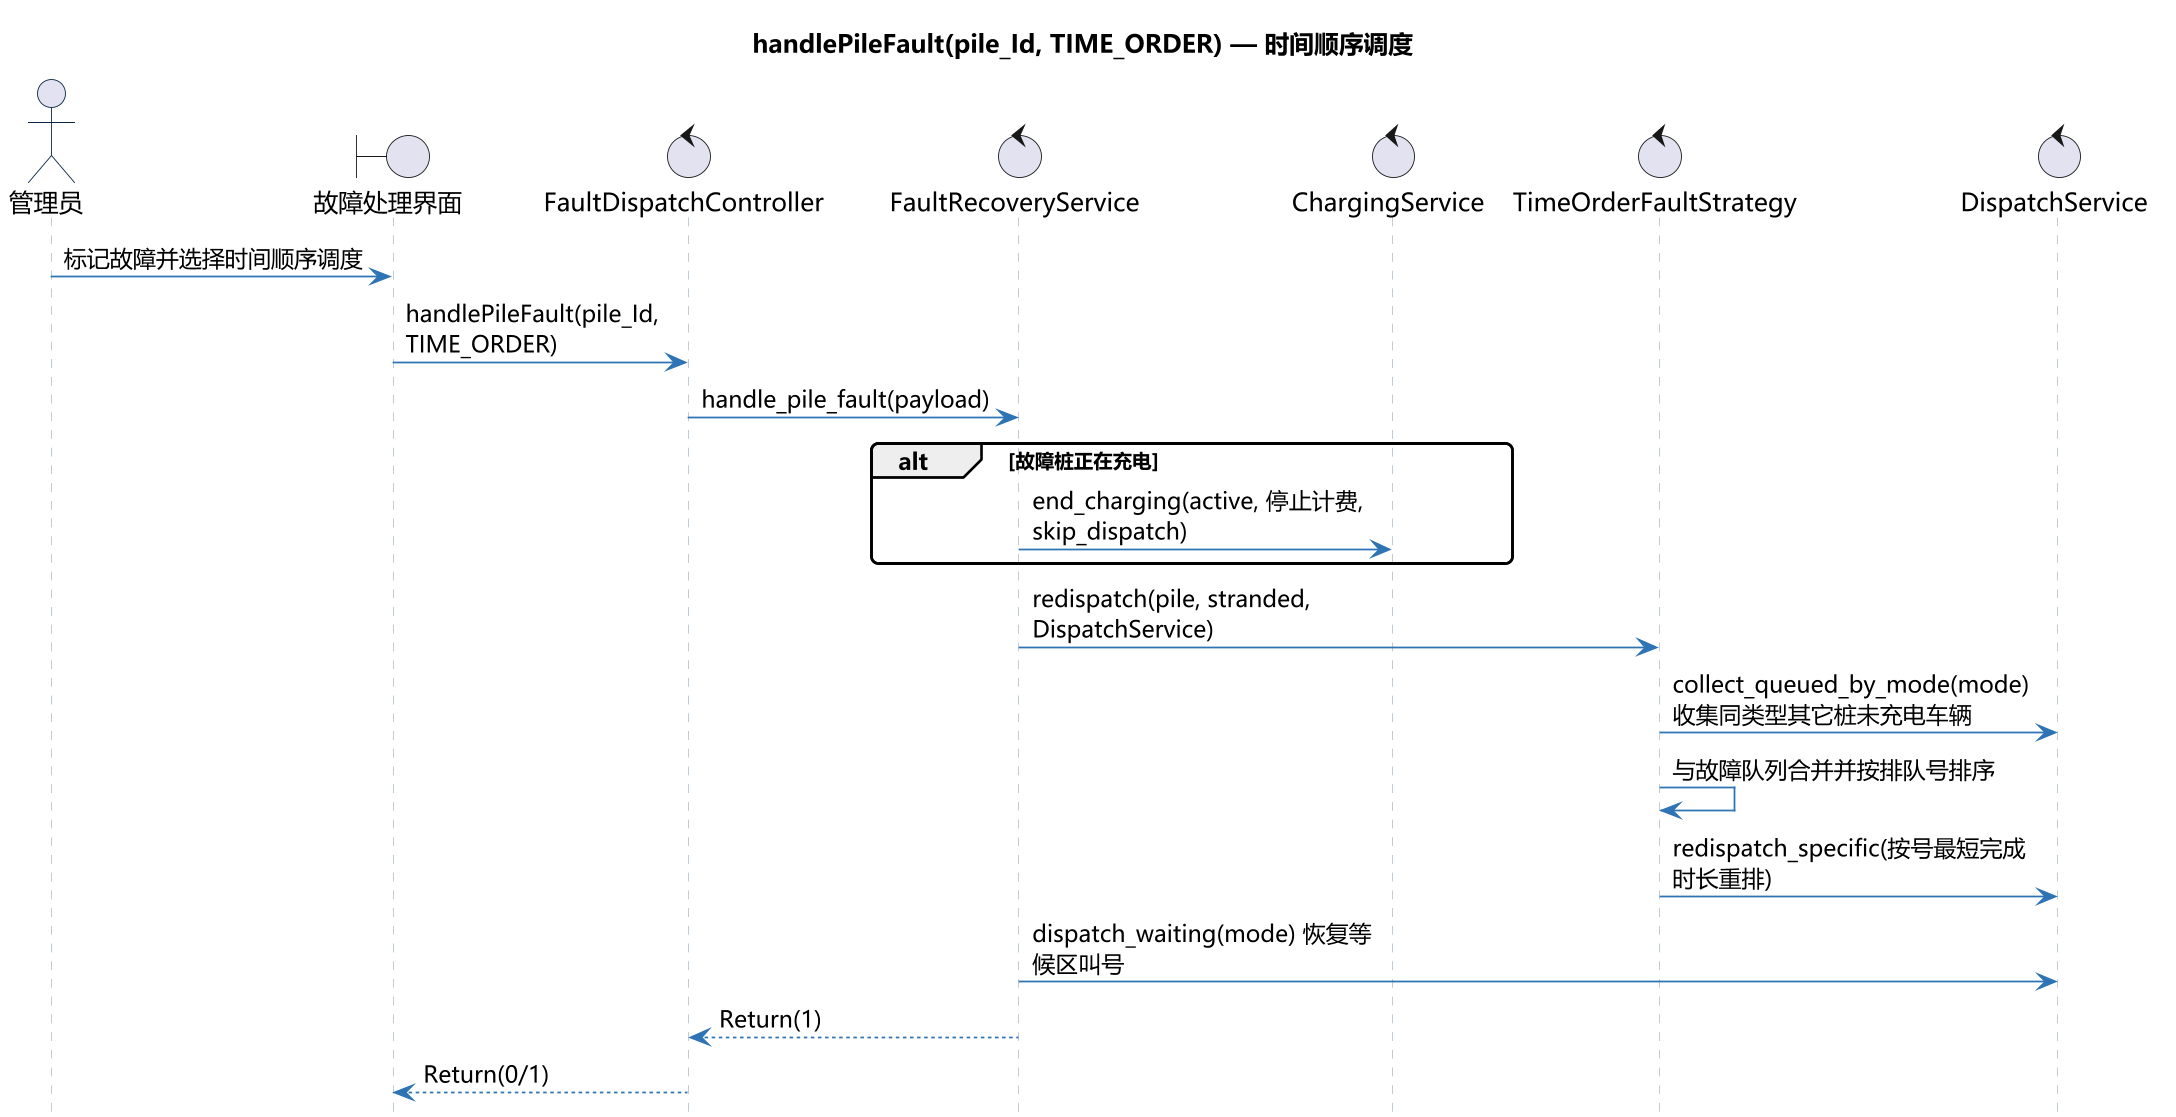 handlePileFault(pile_Id, TIME_ORDER) — 时间顺序调度
管理员
故障处理界面
FaultDispatchController
FaultRecoveryService
ChargingService
TimeOrderFaultStrategy
DispatchService
标记故障并选择时间顺序调度
handlePileFault(pile_Id,
TIME_ORDER)
handle_pile_fault(payload)
alt
[故障桩正在充电]
end_charging(active, 停止计费,
skip_dispatch)
redispatch(pile, stranded,
DispatchService)
collect_queued_by_mode(mode)
收集同类型其它桩未充电车辆
与故障队列合并并按排队号排序
redispatch_specific(按号最短完成
时长重排)
dispatch_waiting(mode) 恢复等
候区叫号
Return(1)
Return(0/1)